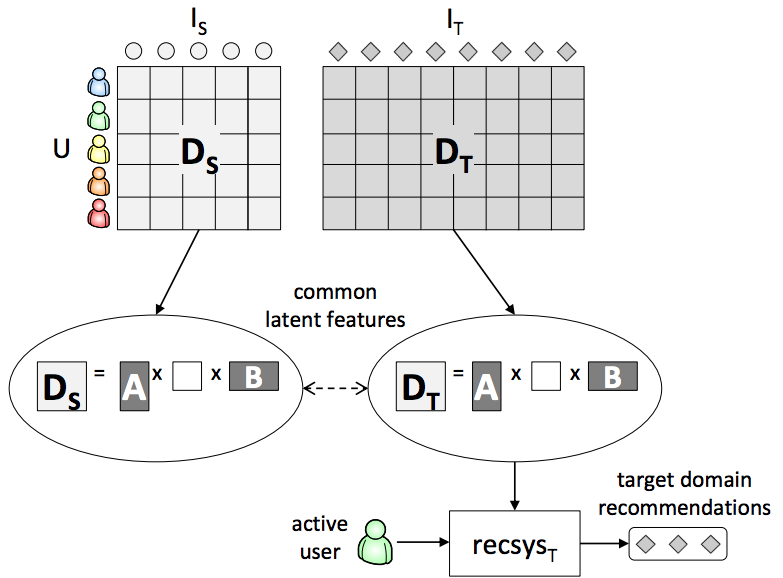 I_S
I_T
U
D_S
D_T
common
latent features
D_S = A x x B
D_T = A x x B
target domain
recommendations
active
user
recsys_T